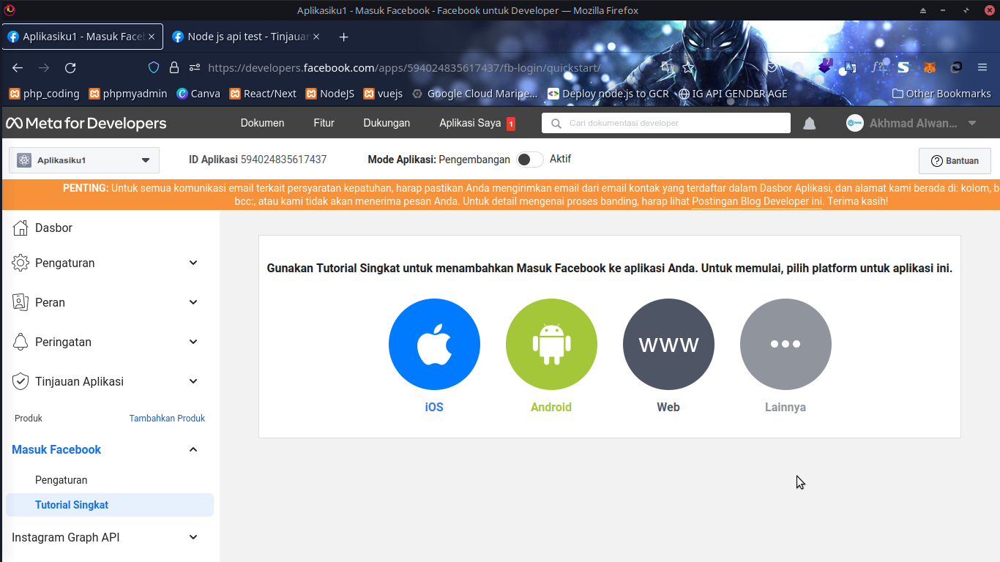 Aplikasiku1 - Masuk Facebook - Facebook untuk Developer — Mozilla Firefox
Aplikasiku1 - Masuk Faceb
Node js api test - Tinjauan
https://developers.facebook.com/apps/594024835617437/fb-login/quickstart/
7
php_coding phpmyadmin Canva React/Next NodeJS vuejs Google Cloud Maripe... Deploy node.js to GCR IG API GENDER AGE Other Bookmarks
Meta for Developers Dokumen Fitur Dukungan Aplikasi Saya 1 Cari dokumentasi developer Akhmad Alwan...
Aplikasiku1 ID Aplikasi 594024835617437 Mode Aplikasi: Pengembangan Aktif Bantuan
PENTING: Untuk semua komunikasi email terkait persyaratan kepatuhan, harap pastikan Anda mengirimkan email dari email kontak yang terdaftar dalam Dasbor Aplikasi, dan alamat kami berada di: kolom, b
bcc:, atau kami tidak akan menerima pesan Anda. Untuk detail mengenai proses banding, harap lihat Postingan Blog Developer ini. Terima kasih!
Dasbor
Pengaturan
Peran
Peringatan
Tinjauan Aplikasi
Produk Tambahkan Produk
Masuk Facebook
Pengaturan
Tutorial Singkat
Instagram Graph API
Gunakan Tutorial Singkat untuk menambahkan Masuk Facebook ke aplikasi Anda. Untuk memulai, pilih platform untuk aplikasi ini.
www
iOS Android Web Lainnya